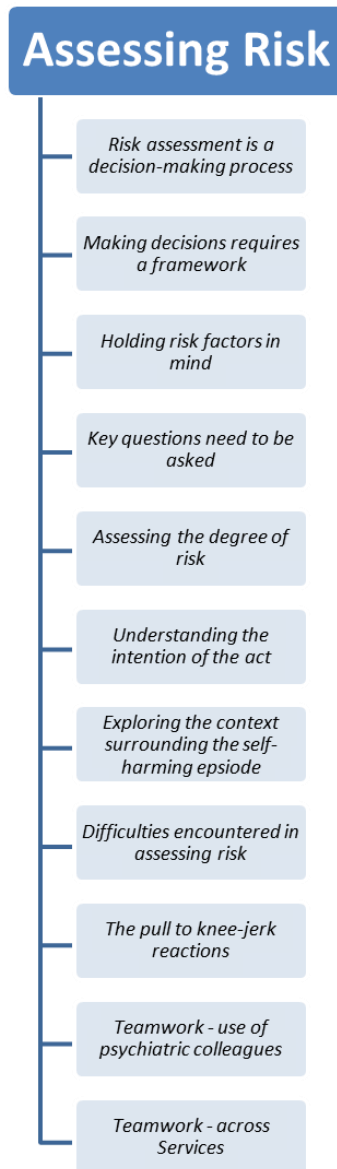 Assessing Risk
Risk assessment is a
decision-making process
Making decisions requires
a framework
Holding risk factors in
mind
Key questions need to be
asked
Assessing the degree of
risk
Understanding the
intention of the act
Exploring the context
surrounding the self-
harming epsiode
Difficulties encountered in
assessing risk
The pull to knee-jerk
reactions
Teamwork - use of
psychiatric colleagues
Teamwork - across
Services